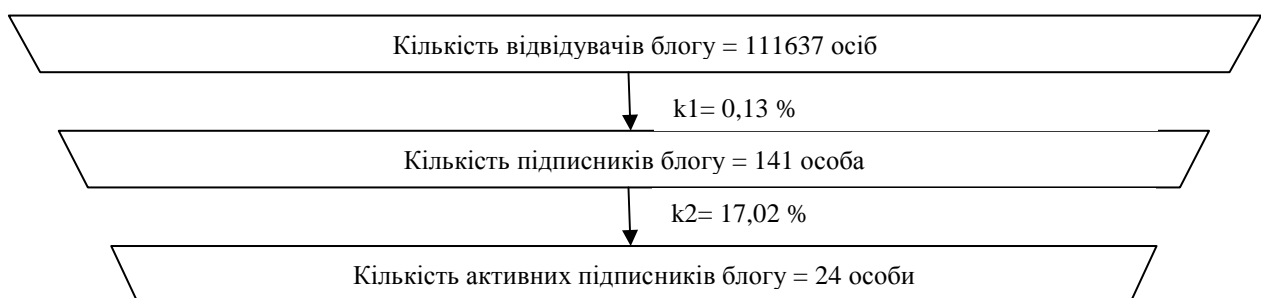 Кількість відвідувачів блогу = 111637 осіб
k1= 0,13 %
Кількість підписників блогу = 141 особа
k2= 17,02 %
Кількість активних підписників блогу = 24 особи